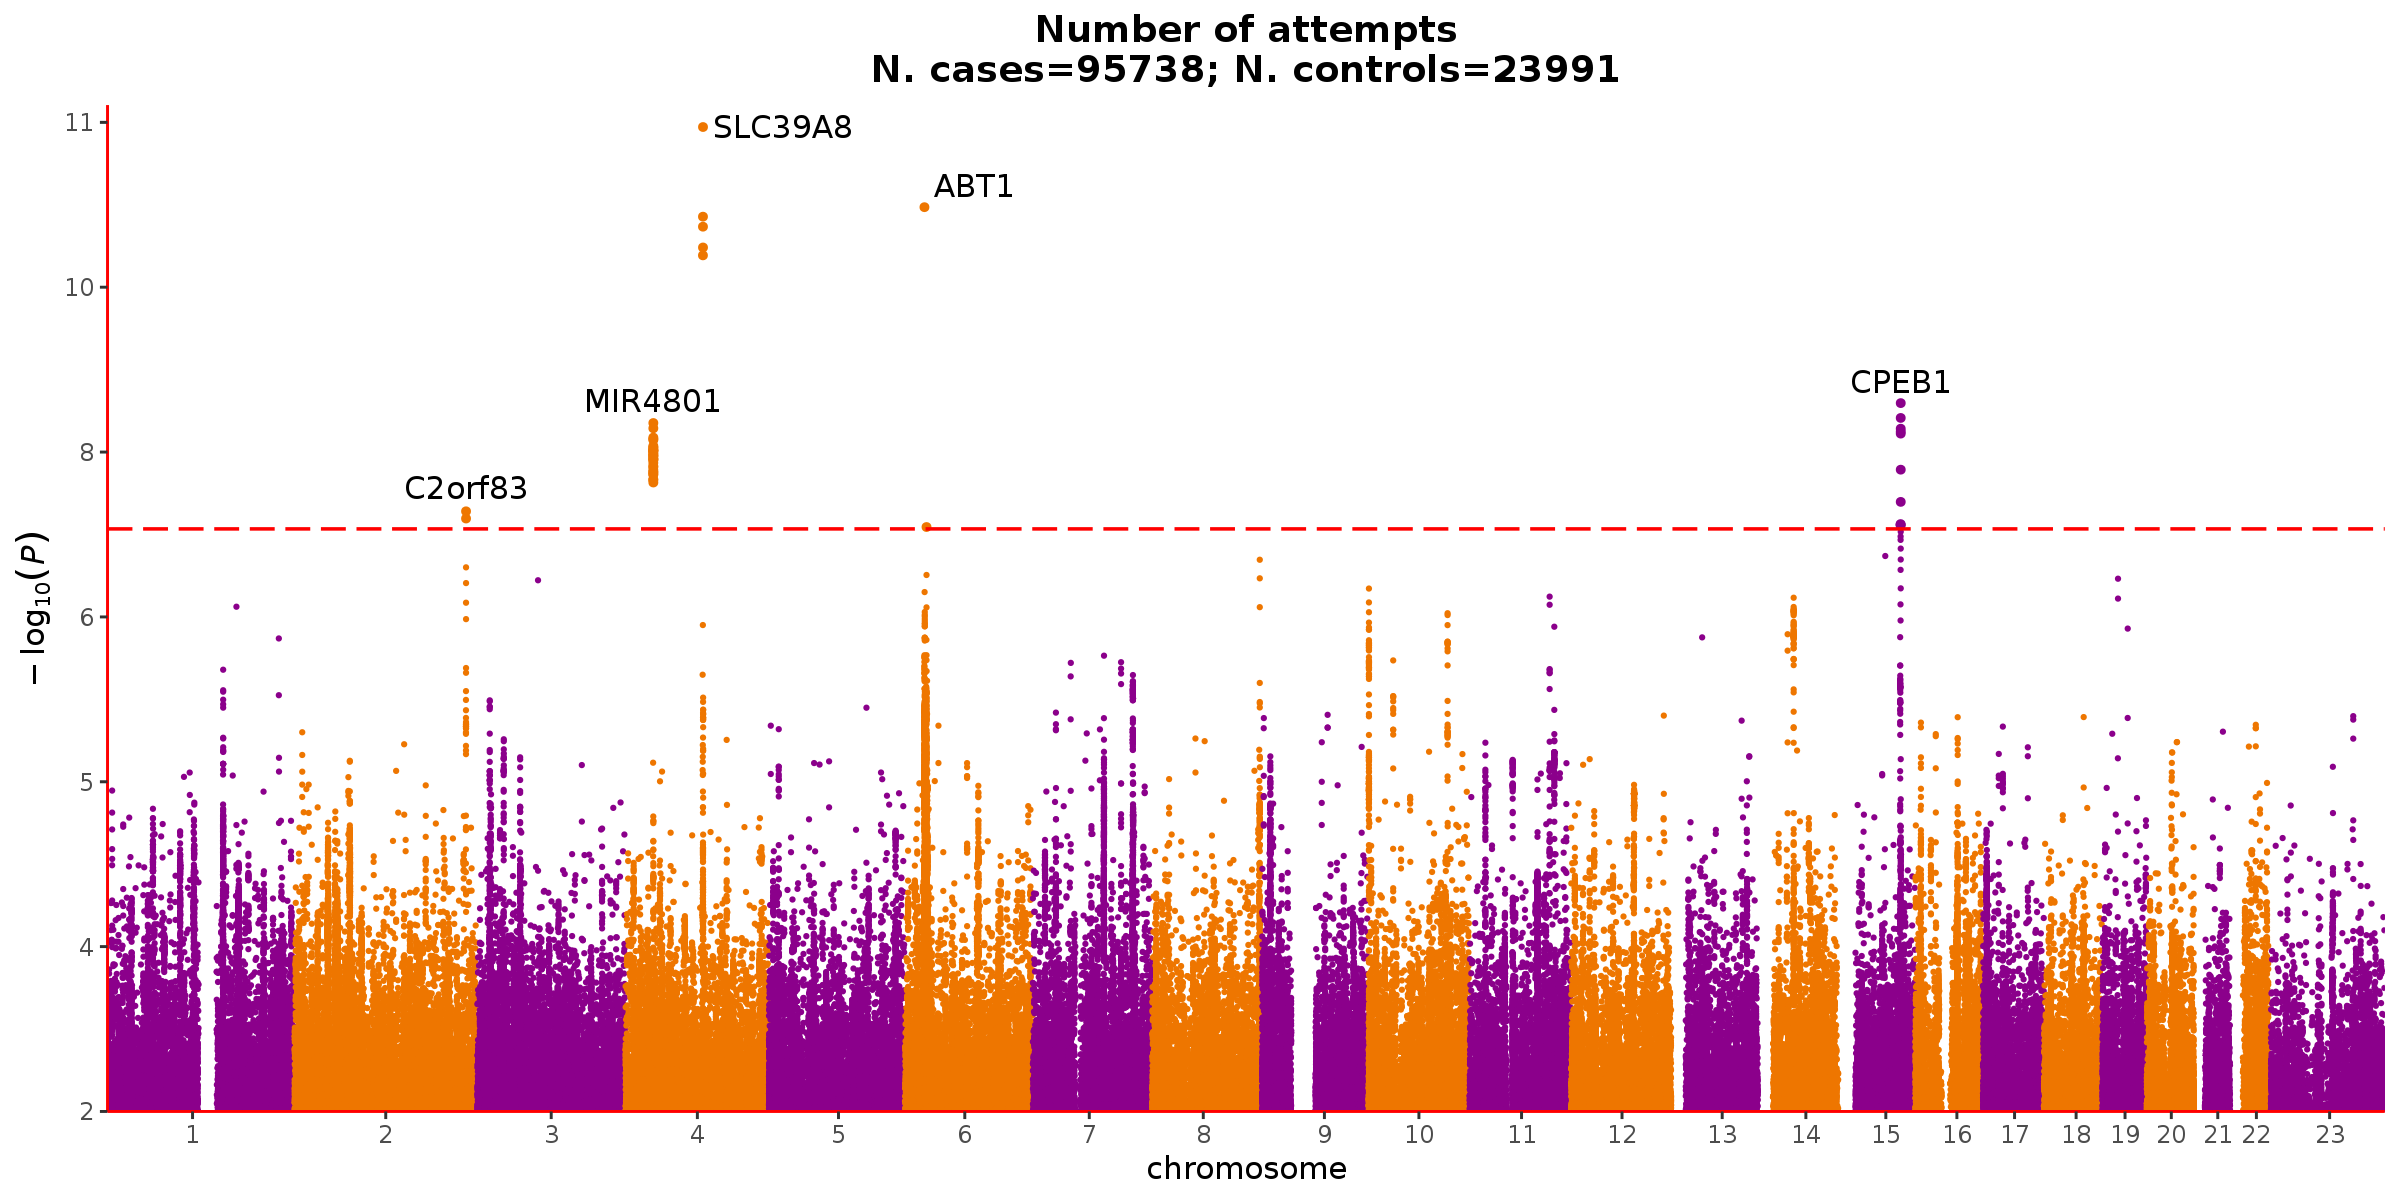 Number of attempts
N. cases=95738; N. controls=23991
11
10
8
6
5
4
2
−log10(P)
SLC39A8
ABT1
MIR4801
CPEB1
C2orf83
1 2 3 4 5 6 7 8 9 10 11 12 13 14 15 16 17 18 19 20 21 22 23
chromosome